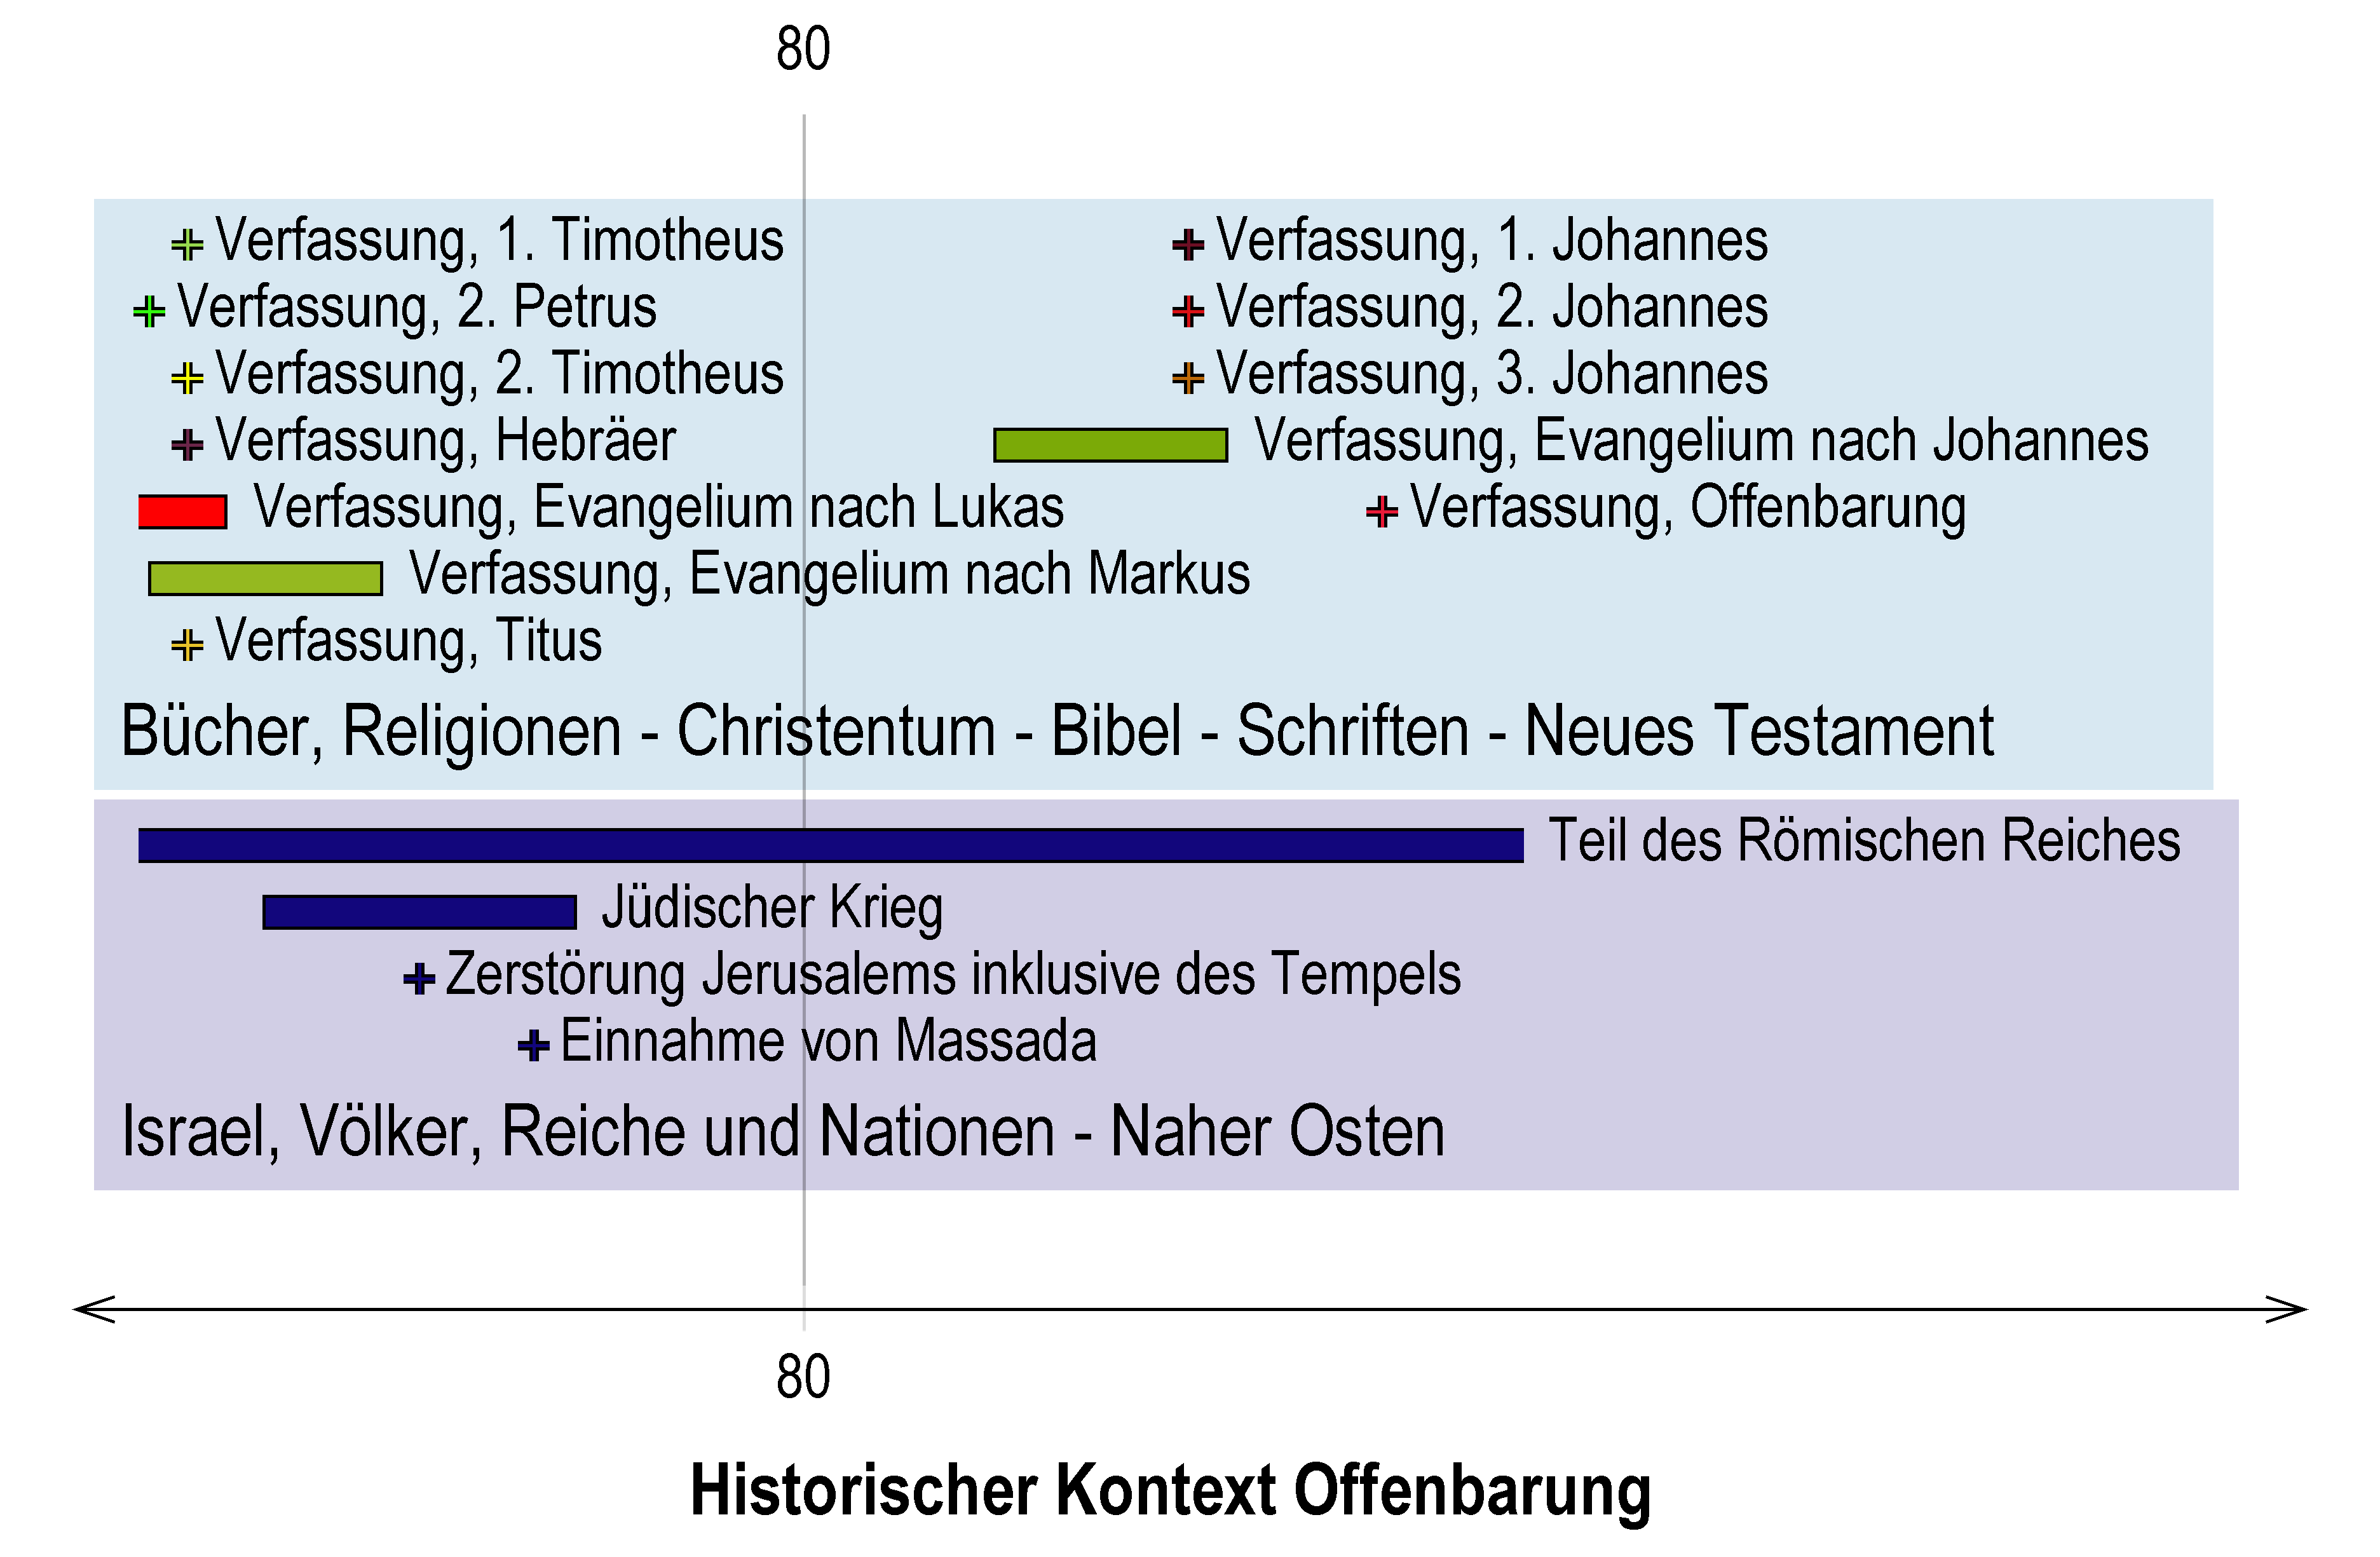 80
Verfassung, 1. Timotheus
Verfassung, 1. Johannes
Verfassung, 2. Petrus
Verfassung, 2. Johannes
Verfassung, 2. Timotheus
Verfassung, 3. Johannes
Verfassung, Hebräer
Verfassung, Evangelium nach Johannes
Verfassung, Evangelium nach Lukas
Verfassung, Offenbarung
Verfassung, Evangelium nach Markus
Verfassung, Titus
Bücher, Religionen - Christentum - Bibel - Schriften - Neues Testament
Teil des Römischen Reiches
Jüdischer Krieg
Zerstörung Jerusalems inklusive des Tempels
Einnahme von Massada
Israel, Völker, Reiche und Nationen - Naher Osten
80
Historischer Kontext Offenbarung